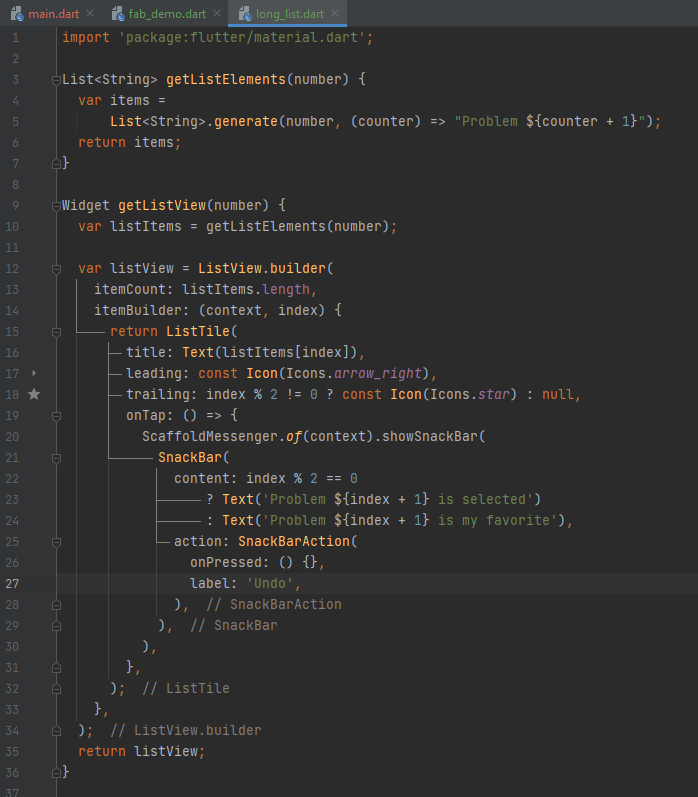 main.dart fab_demo.dart long_list.dart
1 import 'package:flutter/material.dart';
2
3 List<String> getListElements(number) {
4   var items =
5       List<String>.generate(number, (counter) => "Problem ${counter + 1}");
6   return items;
7 }
8
9 Widget getListView(number) {
10   var listItems = getListElements(number);
11
12   var listView = ListView.builder(
13     itemCount: listItems.length,
14     itemBuilder: (context, index) {
15       return ListTile(
16         title: Text(listItems[index]),
17         leading: const Icon(Icons.arrow_right),
18         trailing: index % 2 != 0 ? const Icon(Icons.star) : null,
19         onTap: () => {
20           ScaffoldMessenger.of(context).showSnackBar(
21             SnackBar(
22               content: index % 2 == 0
23                   ? Text('Problem ${index + 1} is selected')
24                   : Text('Problem ${index + 1} is my favorite'),
25               action: SnackBarAction(
26                 onPressed: () {},
27                 label: 'Undo',
28               ),  // SnackBarAction
29             ),  // SnackBar
30           ),
31         },
32       );  // ListTile
33     },
34   );  // ListView.builder
35   return listView;
36 }
37